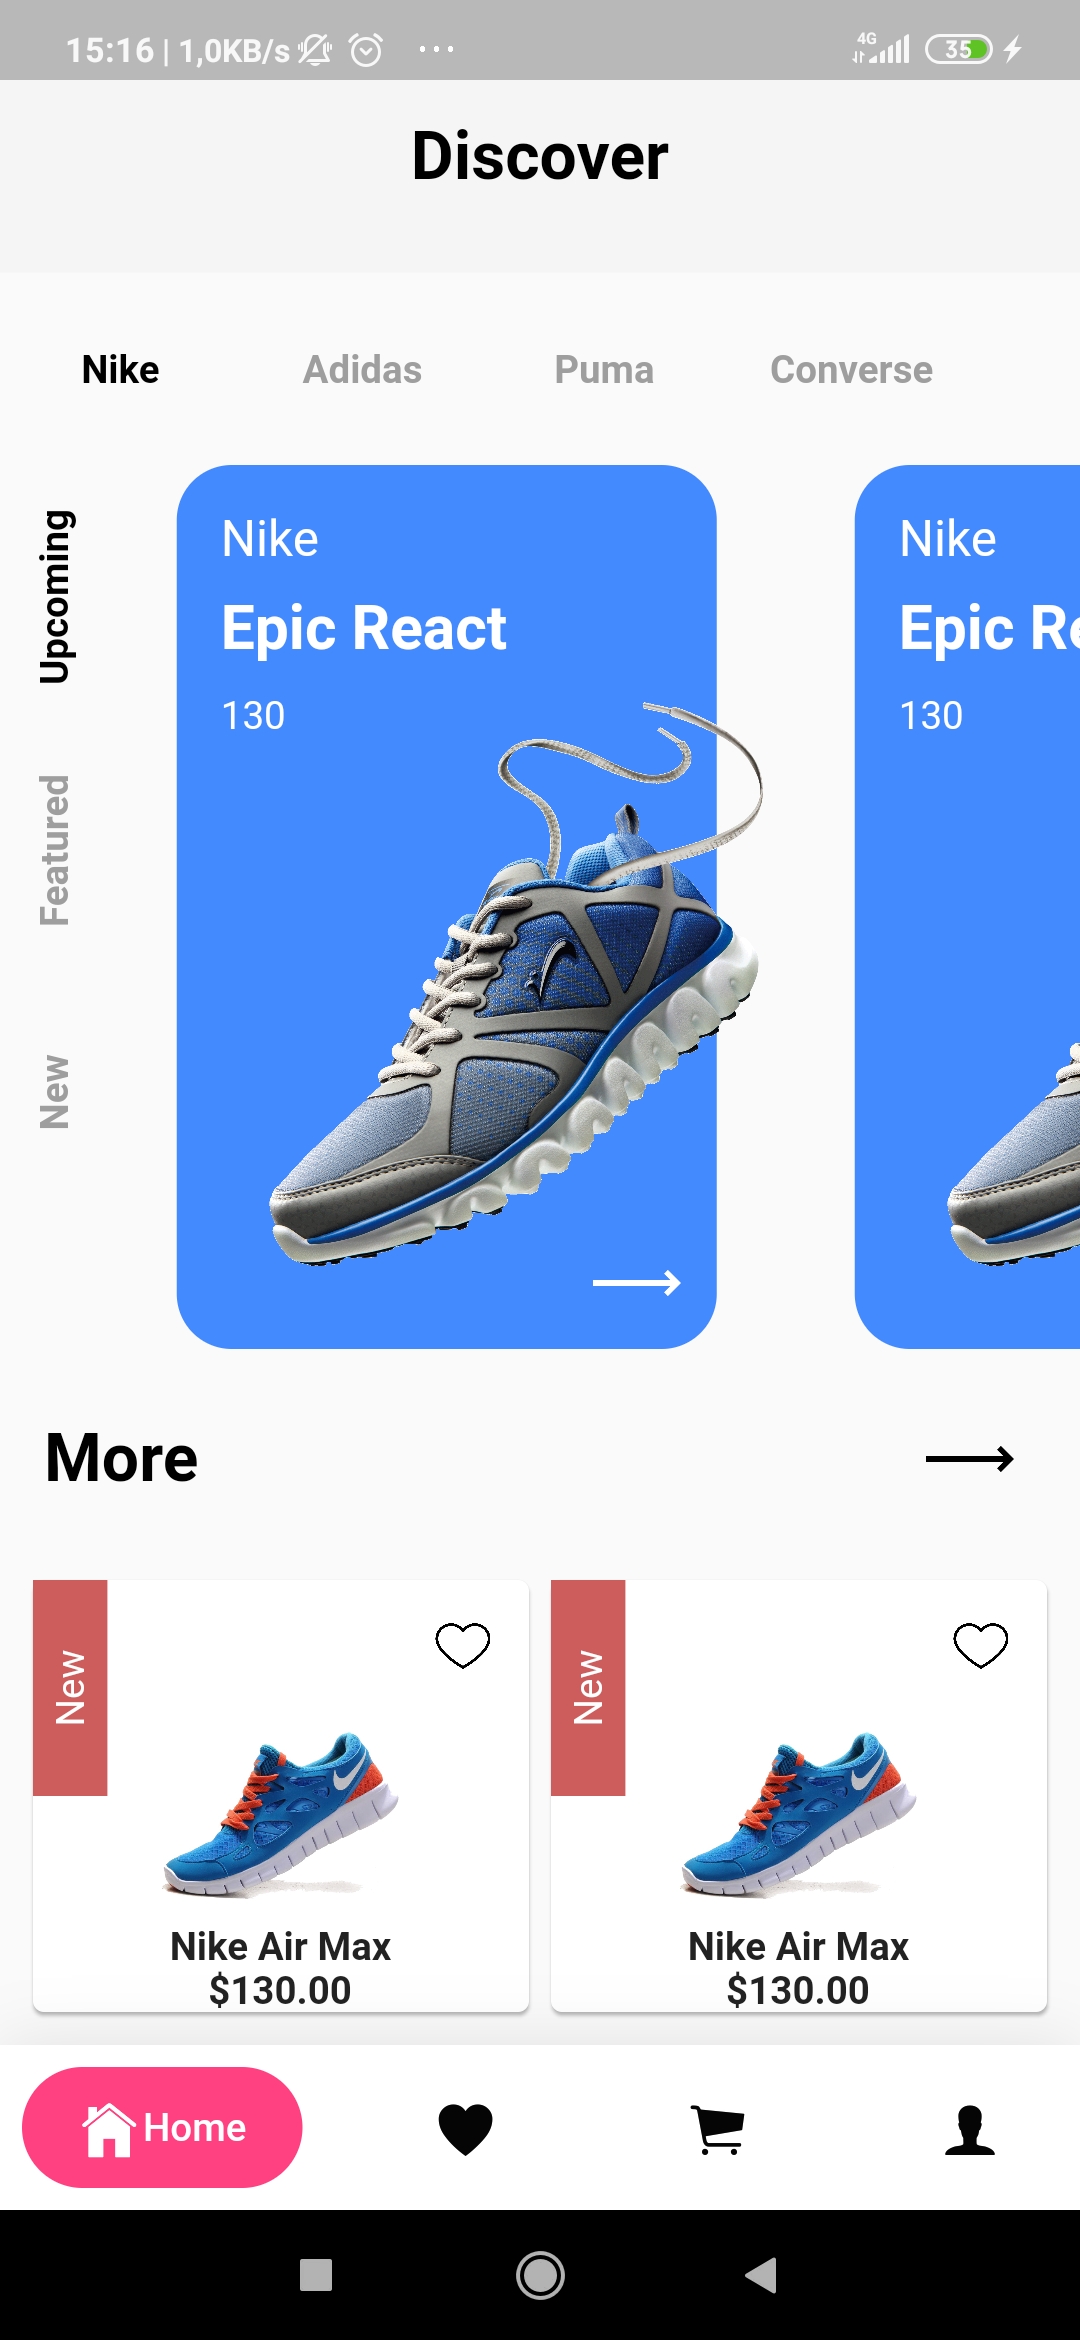 15:16 | 1,0KB/s
4G
35
Discover
Nike
Adidas
Puma
Converse
Upcoming
Featured
New
Nike
Epic React
130
Nike
Epic Re
130
More
New
Nike Air Max
$130.00
New
Nike Air Max
$130.00
Home